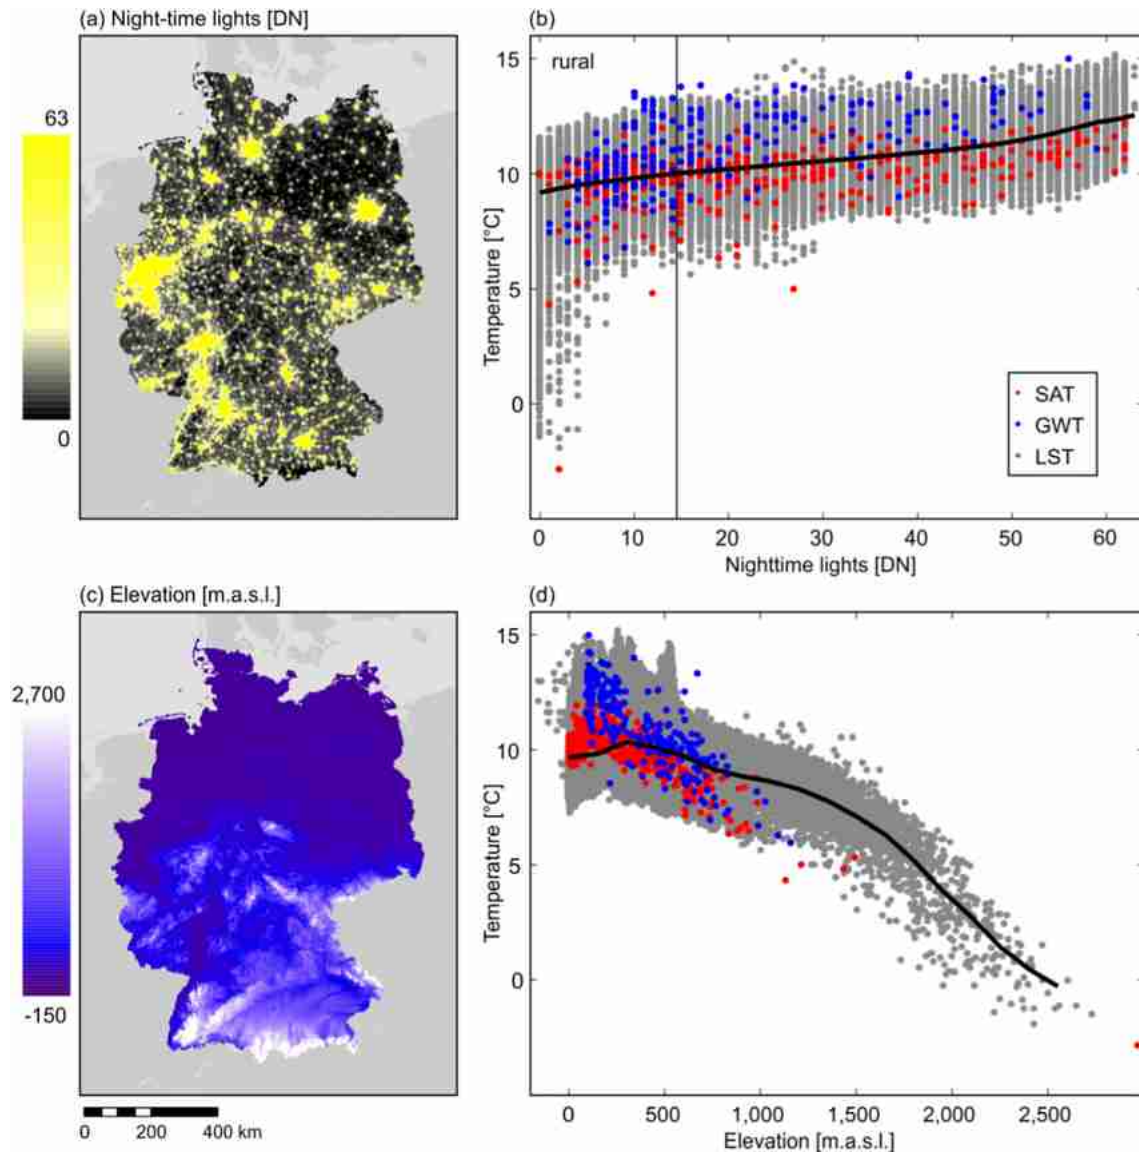 (a) Night-time lights [DN]
63
0
(b)
rural
Temperature [°C]
15
10
5
0
SAT
GWT
LST
0 10 20 30 40 50 60
Nighttime lights [DN]
(c) Elevation [m.a.s.l.]
2,700
-150
0 200 400 km
(d)
Temperature [°C]
15
10
5
0
0 500 1,000 1,500 2,000 2,500
Elevation [m.a.s.l.]